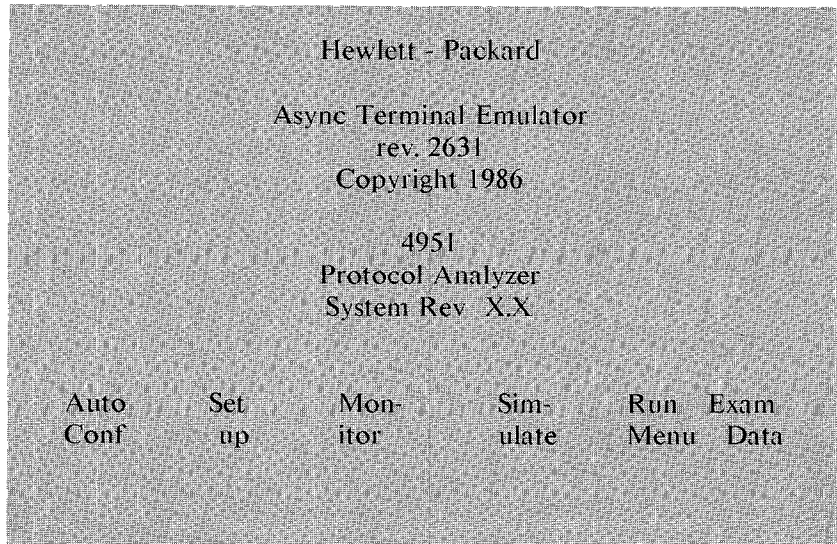 Hewlett - Packard
Async Terminal Emulator
rev. 2631
Copyright 1986
4951
Protocol Analyzer
System Rev X.X
Auto Set Mon- Sim- Run Exam
Conf up itor ulate Menu Data